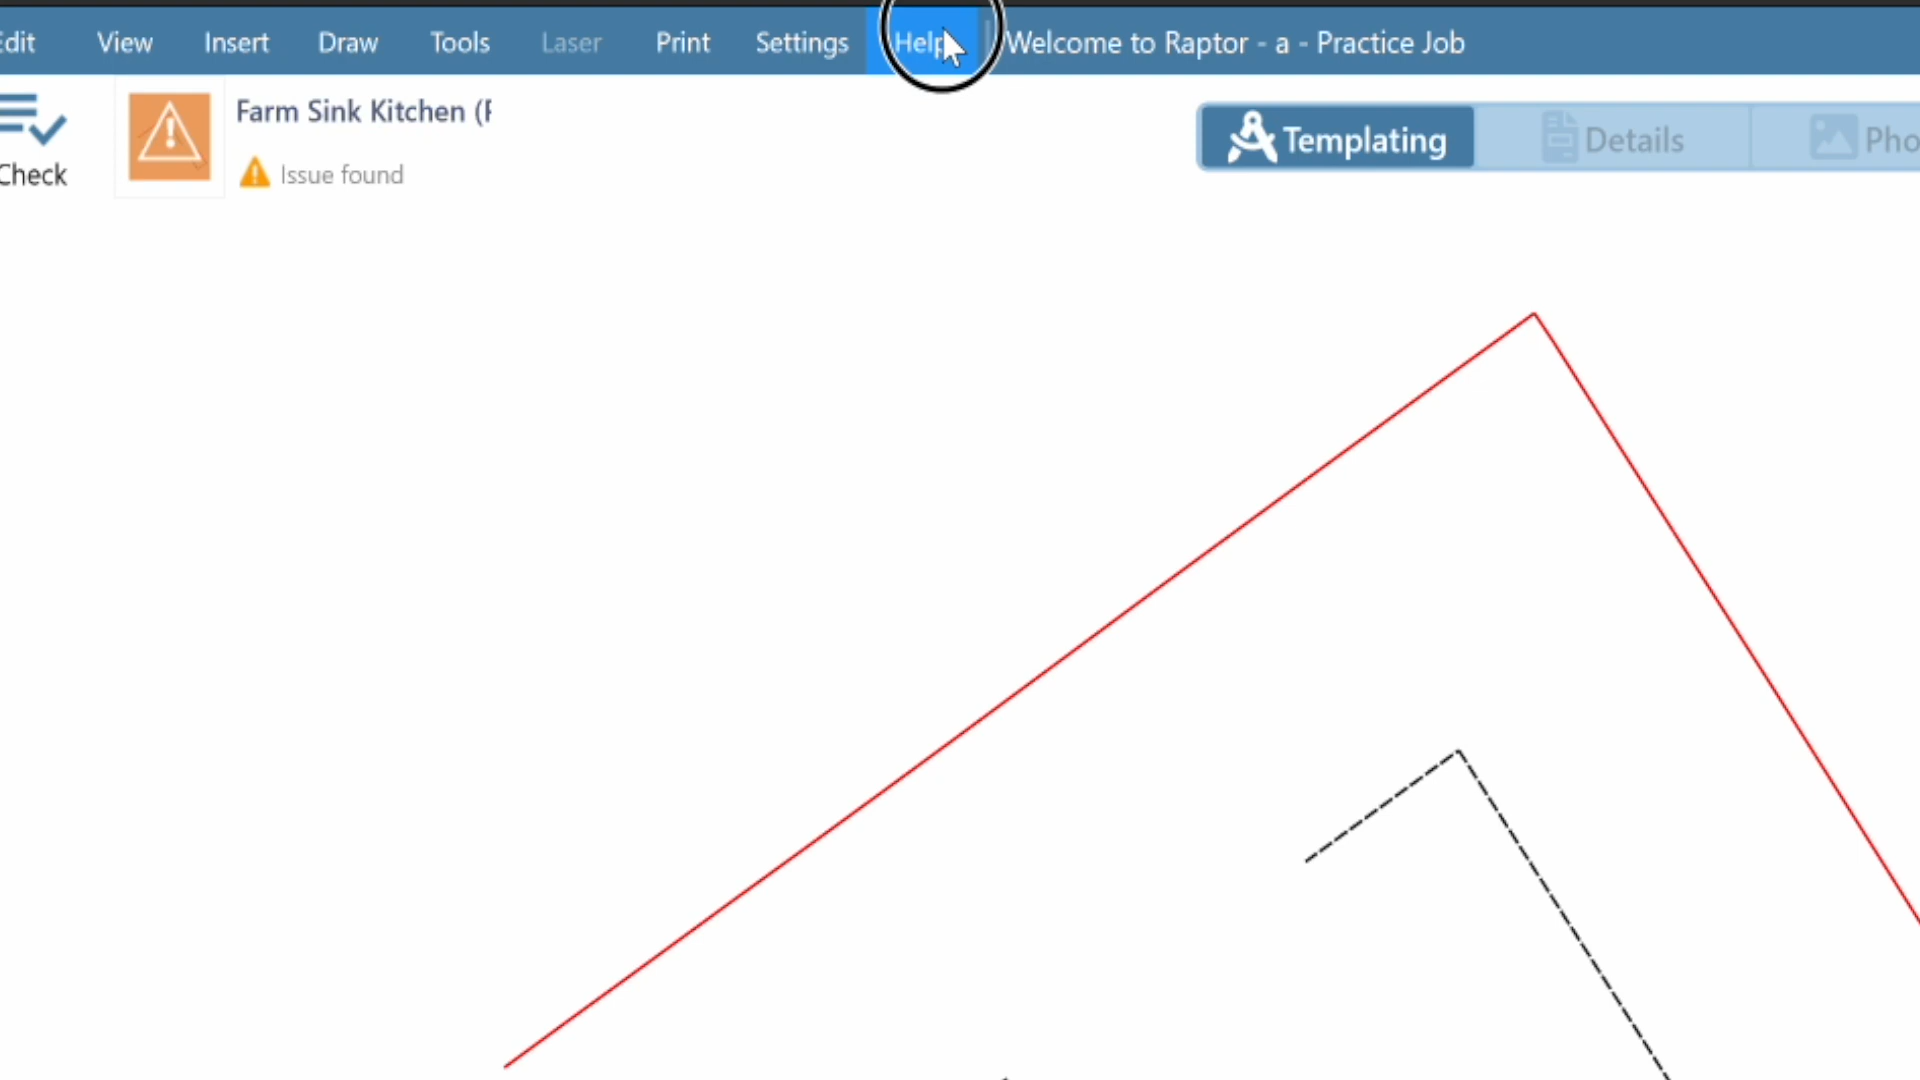 Edit View Insert Draw Tools Laser Print Settings Help Welcome to Raptor - a - Practice Job
Check
Farm Sink Kitchen (
Issue found
Templating Details Pho